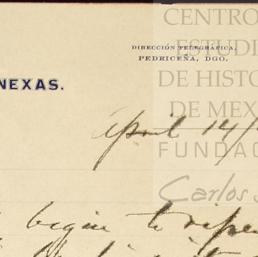 CENTRO
ESTUDI
DE HISTO
DE MEX
FUNDAC
Carlos S
DIRECCIÓN TELEGRÁFICA,
PEDRICEÑA, DGO.
NEXAS.
April 14/
begin to